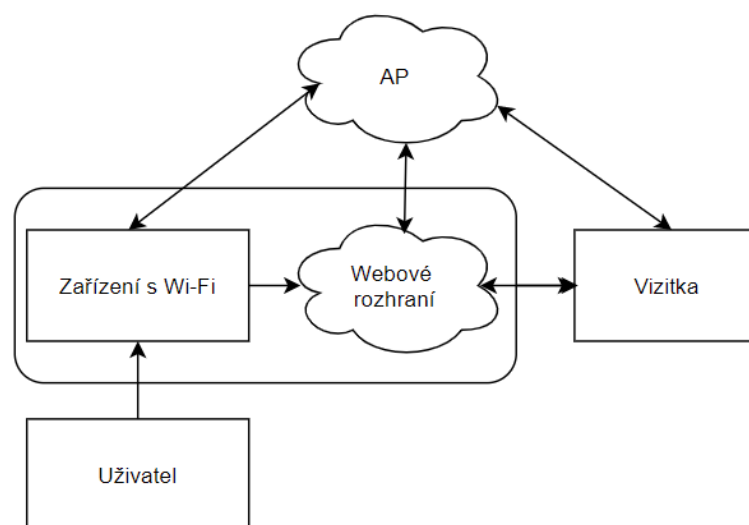 AP
Zařízení s Wi-Fi
Webové
rozhraní
Vizitka
Uživatel